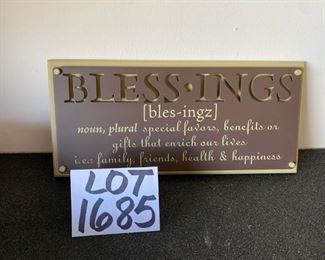 BLESS•INGS
[bles-ingz]
noun, plural special favors, benefits or
gifts that enrich our lives
i.e.: family, friends, health & happiness
LOT
1685